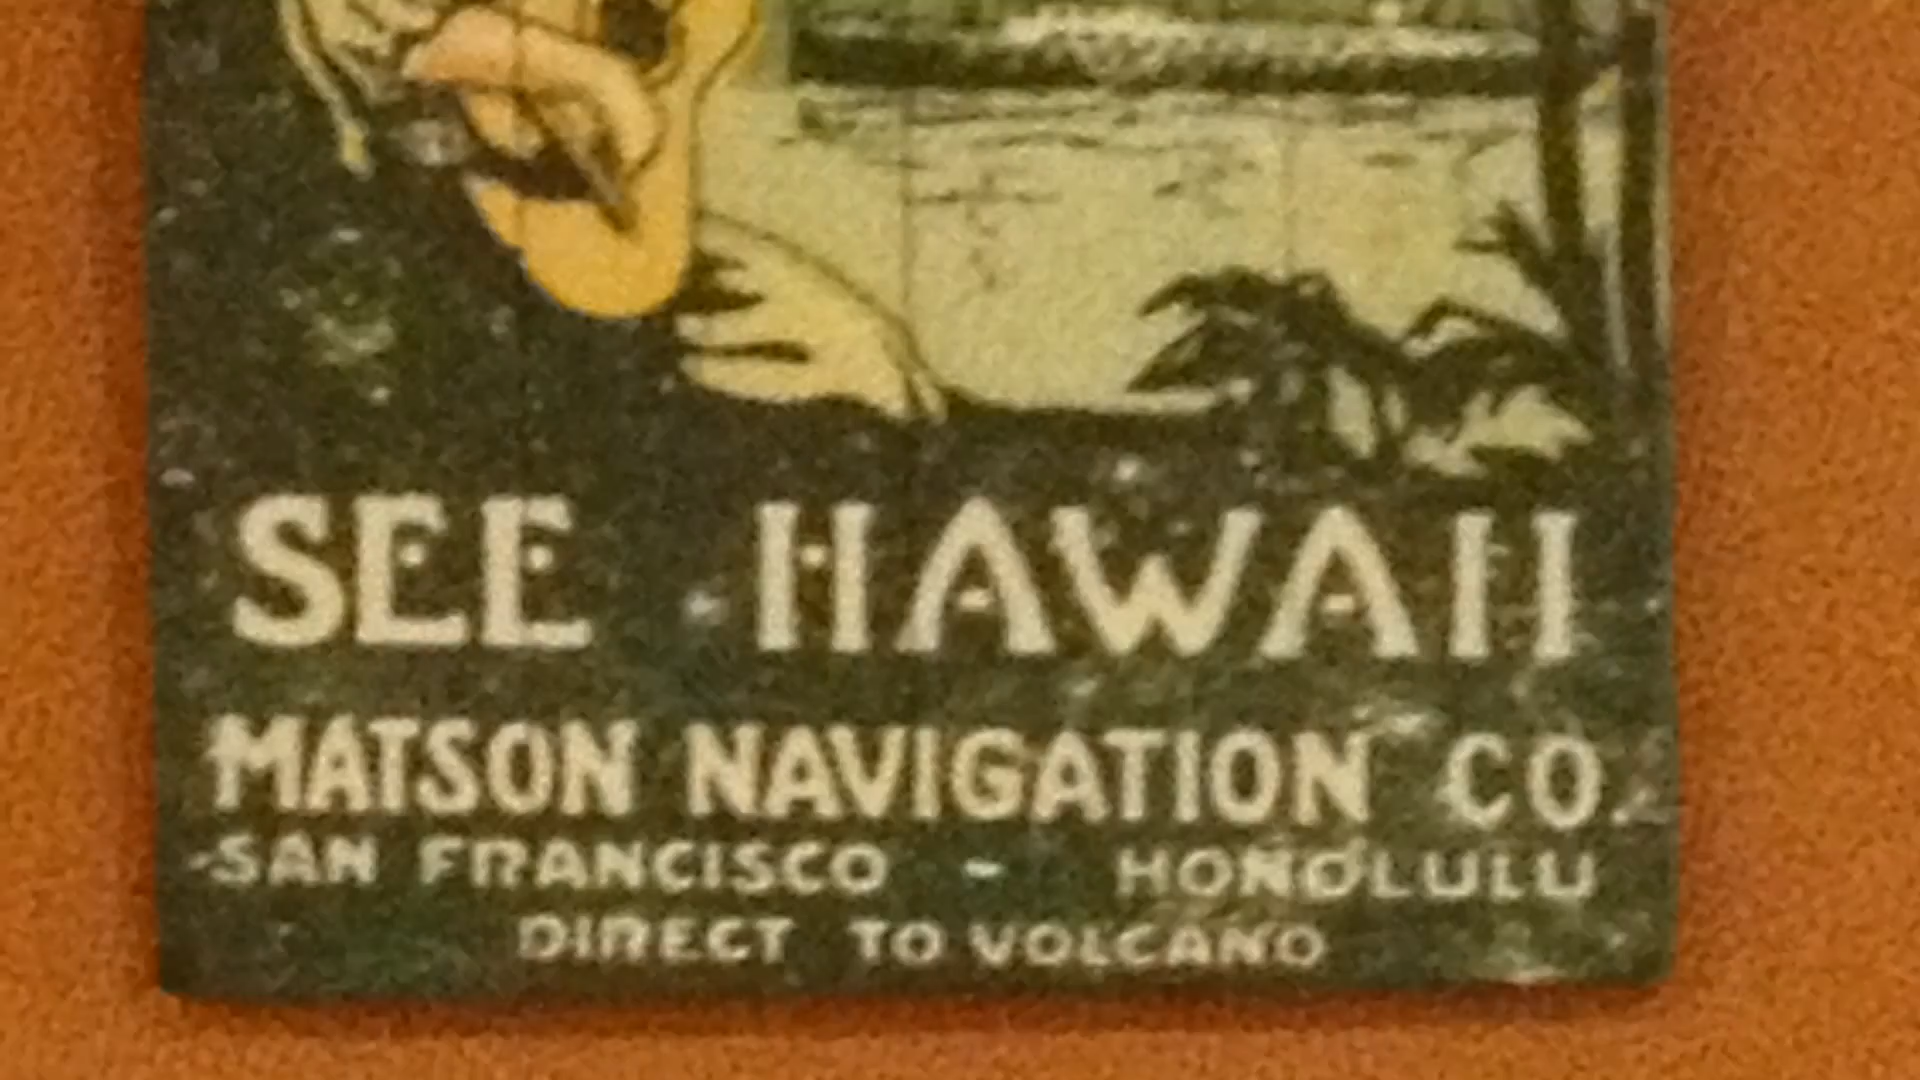 SEE HAWAII
MATSON NAVIGATION CO.
SAN FRANCISCO - HONOLULU
DIRECT TO VOLCANO